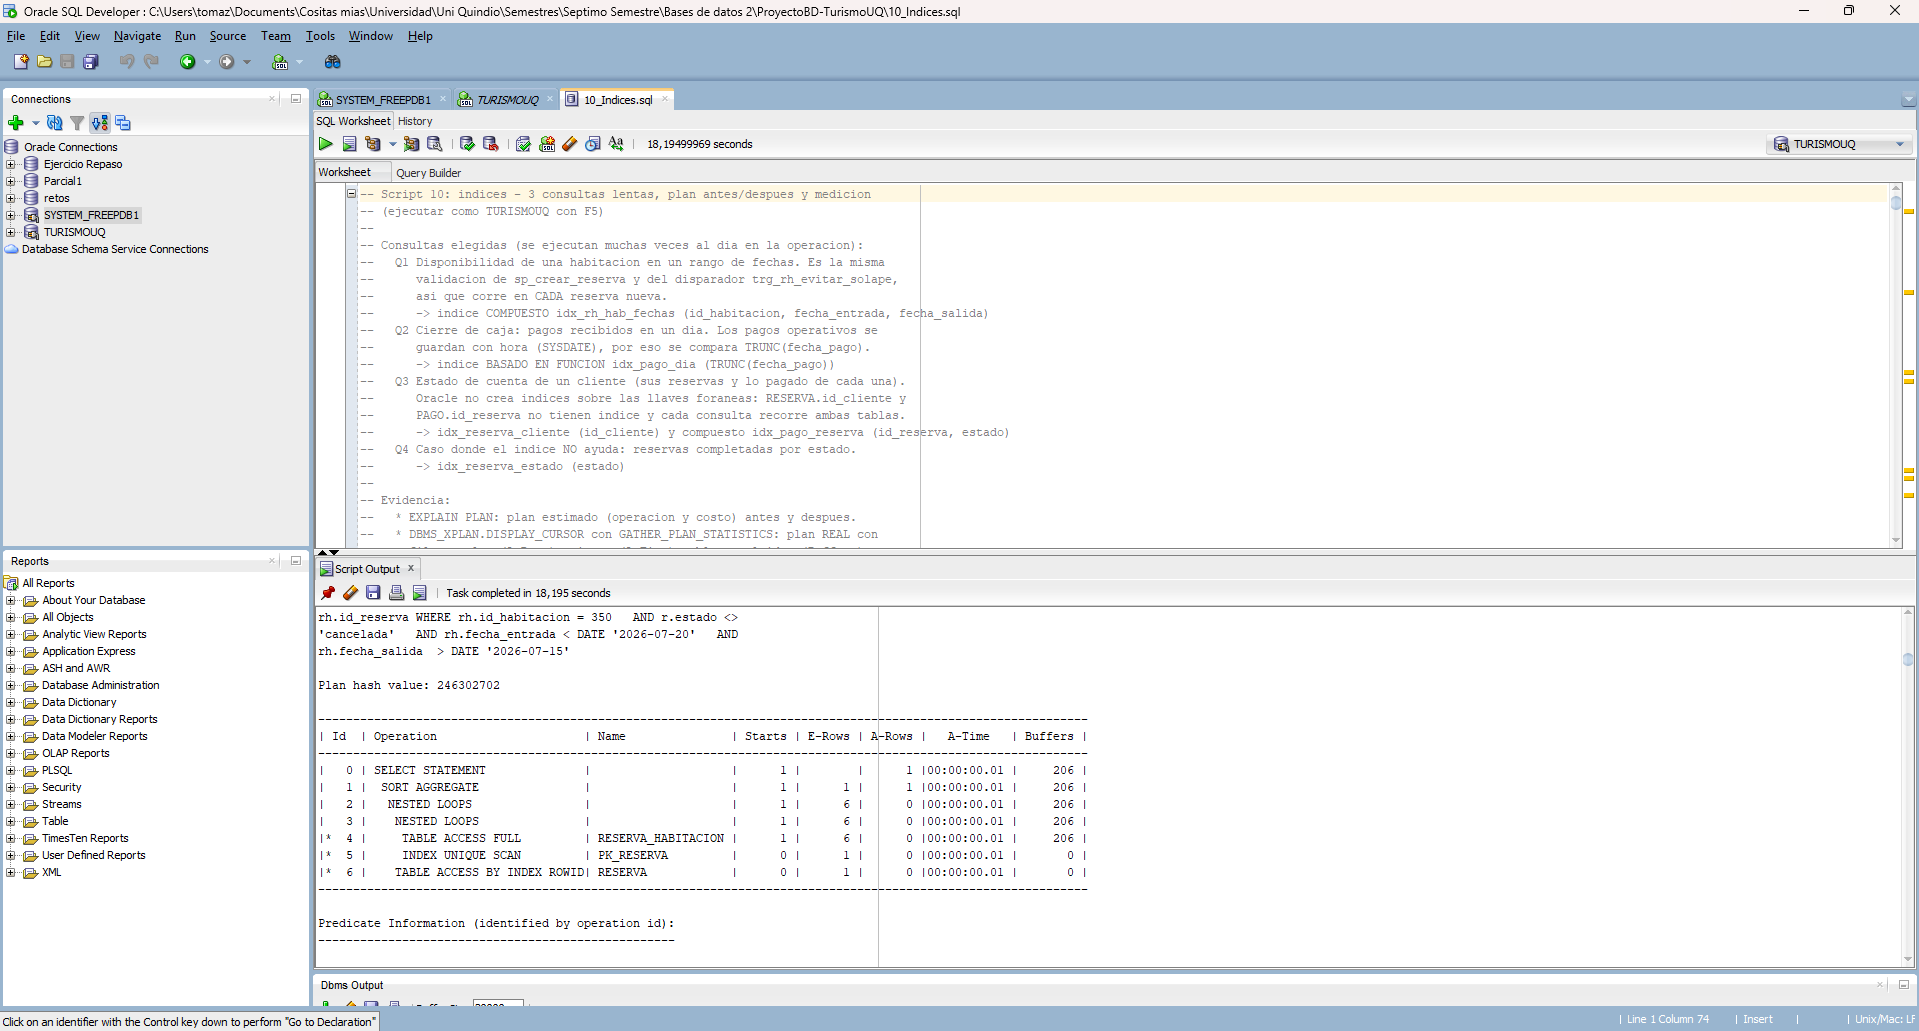 Oracle SQL Developer : C:\Users\tomaz\Documents\Cositas mias\Universidad\Uni Quindio\Semestres\Septimo Semestre\Bases de datos 2\ProyectoBD-TurismoUQ\10_Indices.sql
File Edit View Navigate Run Source Team Tools Window Help
Connections
Oracle Connections
Ejercicio Repaso
Parcial1
retos
SYSTEM_FREEPDB1
TURISMOUQ
Database Schema Service Connections
Reports
All Reports
About Your Database
All Objects
Analytic View Reports
Application Express
ASH and AWR
Database Administration
Data Dictionary
Data Dictionary Reports
Data Modeler Reports
OLAP Reports
PLSQL
Security
Streams
Table
TimesTen Reports
User Defined Reports
XML
SYSTEM_FREEPDB1 TURISMOUQ 10_Indices.sql
SQL Worksheet History
18,19499969 seconds
TURISMOUQ
Worksheet Query Builder
-- Script 10: indices - 3 consultas lentas, plan antes/despues y medicion
-- (ejecutar como TURISMOUQ con F5)
--
-- Consultas elegidas (se ejecutan muchas veces al dia en la operacion):
--   Q1 Disponibilidad de una habitacion en un rango de fechas. Es la misma
--      validacion de sp_crear_reserva y del disparador trg_rh_evitar_solape,
--      asi que corre en CADA reserva nueva.
--      -> indice COMPUESTO idx_rh_hab_fechas (id_habitacion, fecha_entrada, fecha_salida)
--   Q2 Cierre de caja: pagos recibidos en un dia. Los pagos operativos se
--      guardan con hora (SYSDATE), por eso se compara TRUNC(fecha_pago).
--      -> indice BASADO EN FUNCION idx_pago_dia (TRUNC(fecha_pago))
--   Q3 Estado de cuenta de un cliente (sus reservas y lo pagado de cada una).
--      Oracle no crea indices sobre las llaves foraneas: RESERVA.id_cliente y
--      PAGO.id_reserva no tienen indice y cada consulta recorre ambas tablas.
--      -> idx_reserva_cliente (id_cliente) y compuesto idx_pago_reserva (id_reserva, estado)
--   Q4 Caso donde el indice NO ayuda: reservas completadas por estado.
--      -> idx_reserva_estado (estado)
--
-- Evidencia:
--   * EXPLAIN PLAN: plan estimado (operacion y costo) antes y despues.
--   * DBMS_XPLAN.DISPLAY_CURSOR con GATHER_PLAN_STATISTICS: plan REAL con
Script Output
Task completed in 18,195 seconds
rh.id_reserva WHERE rh.id_habitacion = 350   AND r.estado <>
'cancelada'   AND rh.fecha_entrada < DATE '2026-07-20'   AND
rh.fecha_salida  > DATE '2026-07-15'
Plan hash value: 246302702
---------------------------------------------------------------------------------------------------------------
| Id  | Operation                     | Name               | Starts | E-Rows | A-Rows |   A-Time   | Buffers |
---------------------------------------------------------------------------------------------------------------
|   0 | SELECT STATEMENT              |                    |      1 |        |      1 |00:00:00.01 |     206 |
|   1 |  SORT AGGREGATE               |                    |      1 |      1 |      1 |00:00:00.01 |     206 |
|   2 |   NESTED LOOPS                |                    |      1 |      6 |      0 |00:00:00.01 |     206 |
|   3 |    NESTED LOOPS               |                    |      1 |      6 |      0 |00:00:00.01 |     206 |
|*  4 |     TABLE ACCESS FULL         | RESERVA_HABITACION |      1 |      6 |      0 |00:00:00.01 |     206 |
|*  5 |     INDEX UNIQUE SCAN         | PK_RESERVA         |      0 |      1 |      0 |00:00:00.01 |       0 |
|*  6 |    TABLE ACCESS BY INDEX ROWID| RESERVA            |      0 |      1 |      0 |00:00:00.01 |       0 |
---------------------------------------------------------------------------------------------------------------
Predicate Information (identified by operation id):
---------------------------------------------------
Dbms Output
Click on an identifier with the Control key down to perform "Go to Declaration"
Line 1 Column 74 | Insert | Unix/Mac: LF